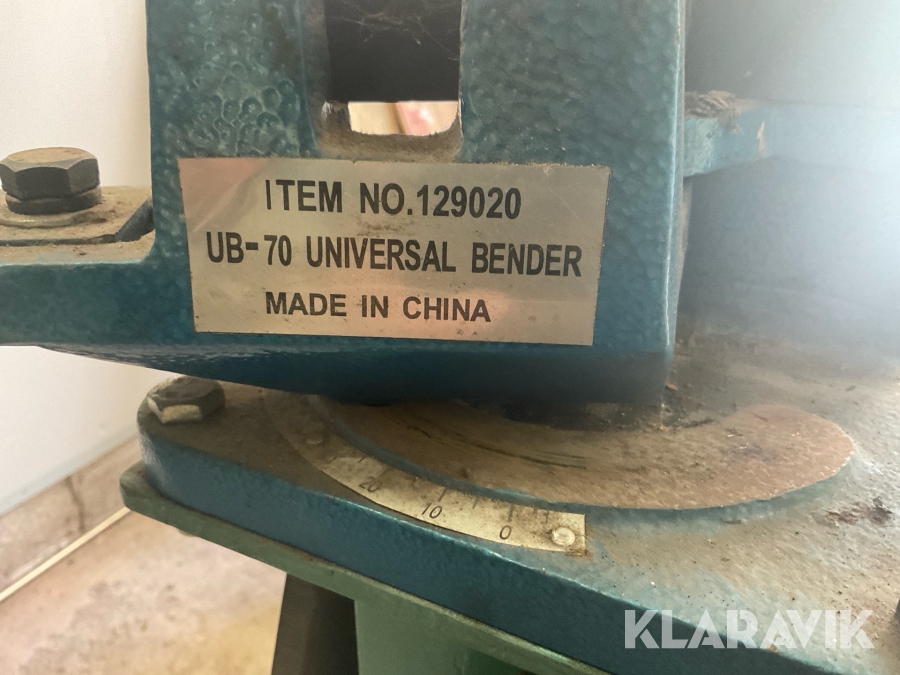 ITEM NO.129020
UB-70 UNIVERSAL BENDER
MADE IN CHINA
20
10
0
KLARAVIK